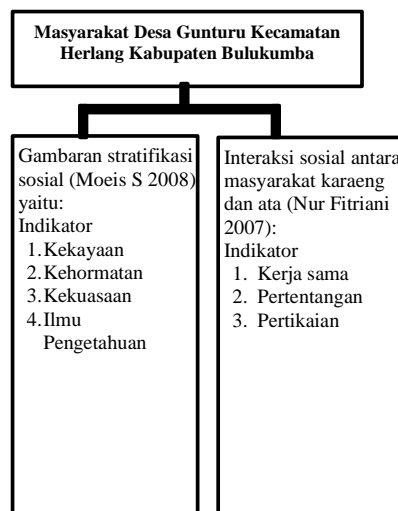 Masyarakat Desa Gunturu Kecamatan
Herlang Kabupaten Bulukumba
Gambaran stratifikasi
sosial (Moeis S 2008)
yaitu:
Indikator
1.Kekayaan
2.Kehormatan
3.Kekuasaan
4.Ilmu
Pengetahuan
Interaksi sosial antara
masyarakat karaeng
dan ata (Nur Fitriani
2007):
Indikator
1. Kerja sama
2. Pertentangan
3. Pertikaian